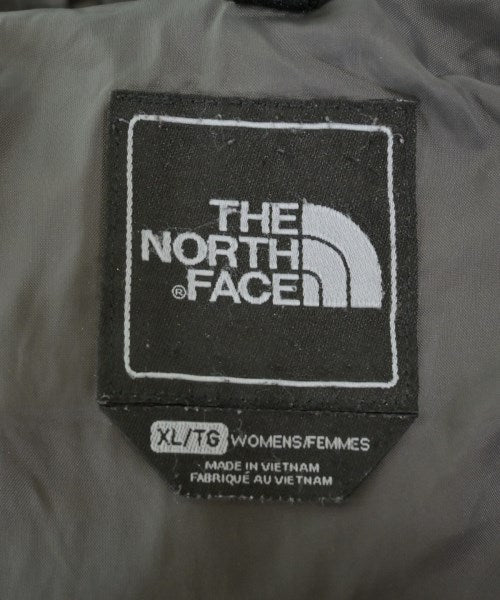 THE
NORTH
® FACE
XL/TG WOMENS/FEMMES
MADE IN VIETNAM
FABRIQUÉ AU VIETNAM